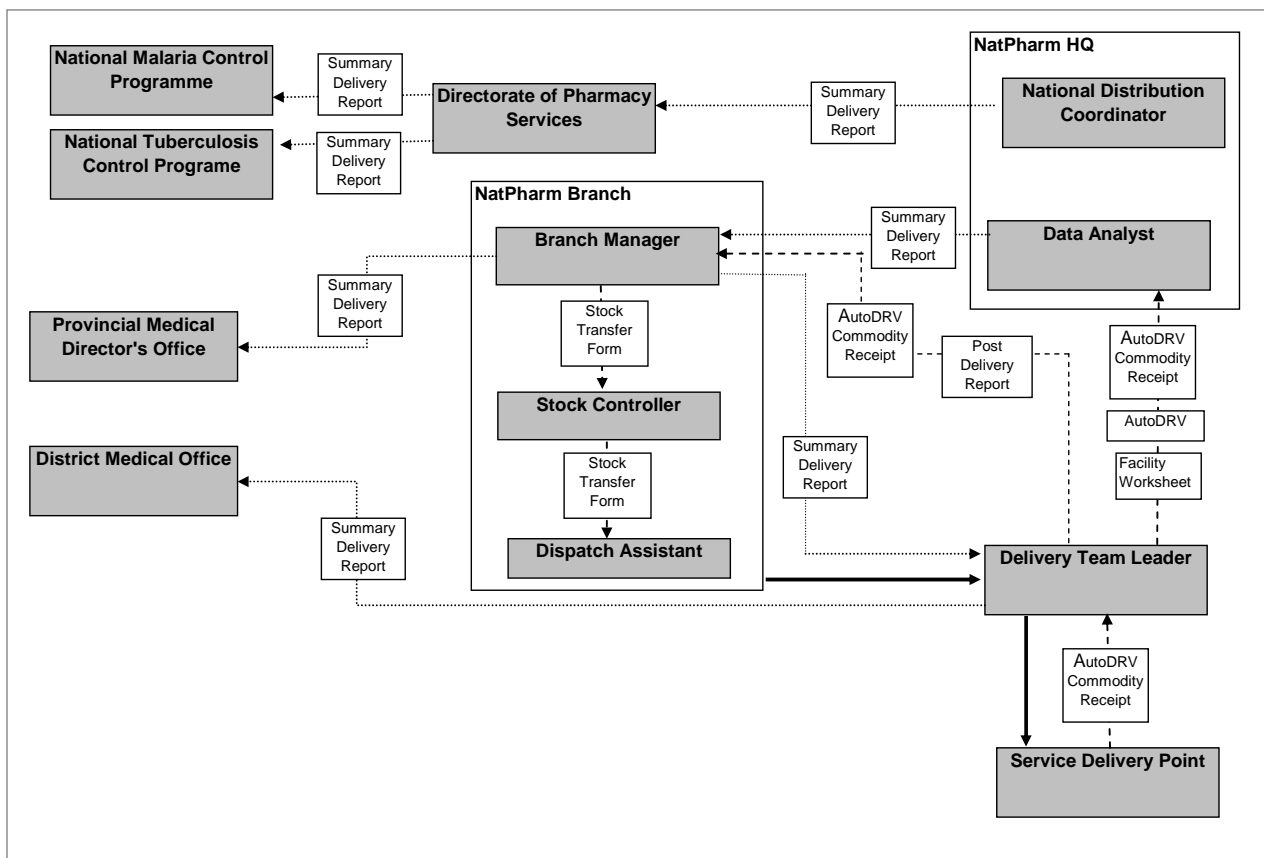 National Malaria Control
Programme
Summary
Delivery
Report
Directorate of Pharmacy
Services
Summary
Delivery
Report
NatPharm HQ
National Distribution
Coordinator
National Tuberculosis
Control Programe
Summary
Delivery
Report
NatPharm Branch
Branch Manager
Summary
Delivery
Report
Data Analyst
Summary
Delivery
Report
Provincial Medical
Director's Office
Stock
Transfer
Form
AutoDRV
Commodity
Receipt
Post
Delivery
Report
AutoDRV
Commodity
Receipt
Stock Controller
AutoDRV
District Medical Office
Stock
Transfer
Form
Summary
Delivery
Report
Facility
Worksheet
Summary
Delivery
Report
Dispatch Assistant
Delivery Team Leader
AutoDRV
Commodity
Receipt
Service Delivery Point